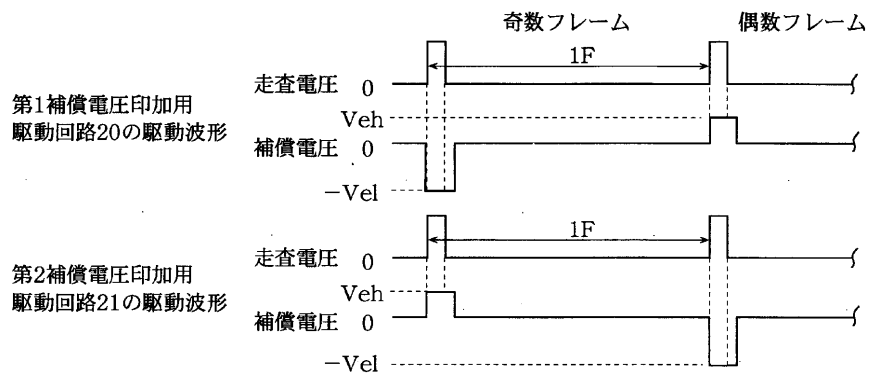 奇数フレーム 偶数フレーム
1F
走査電圧 0
第1補償電圧印加用
駆動回路20の駆動波形
Veh
補償電圧 0
−Vel
1F
走査電圧 0
第2補償電圧印加用
駆動回路21の駆動波形
Veh
補償電圧 0
−Vel